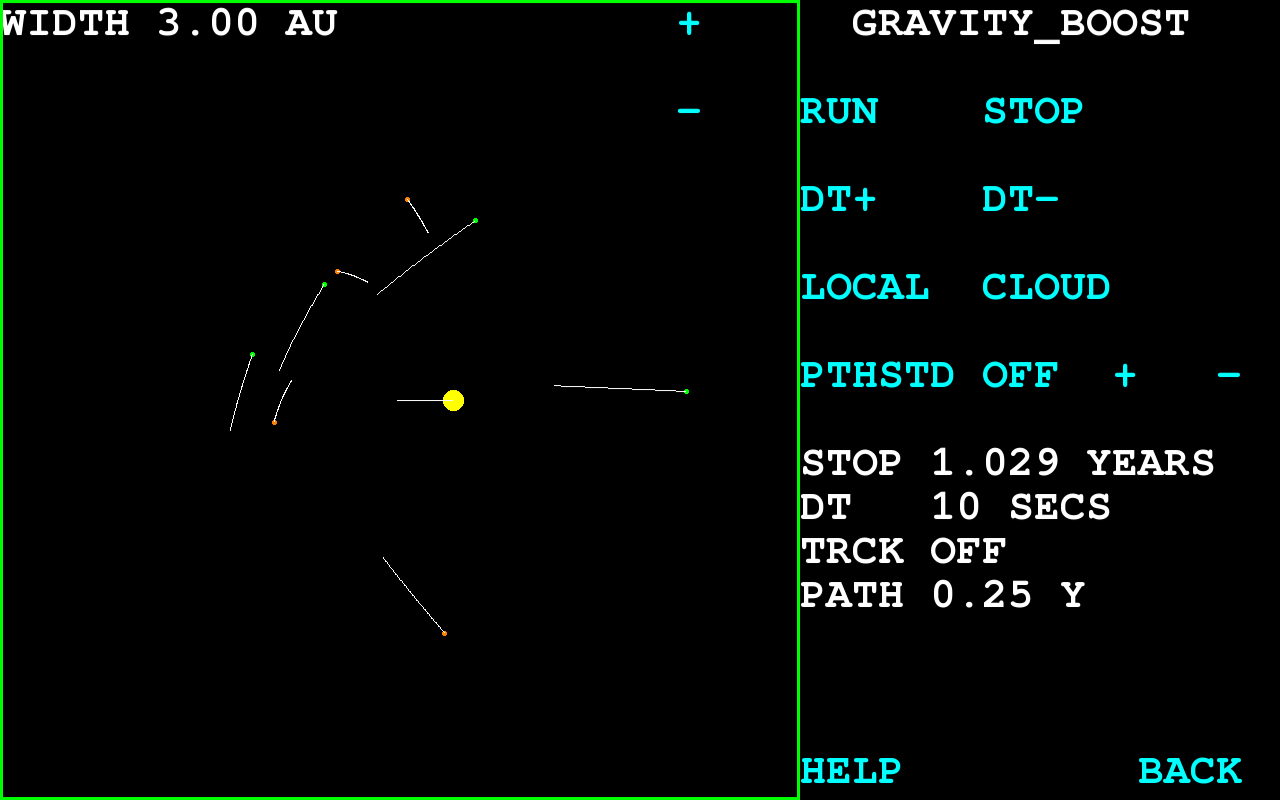 WIDTH 3.00 AU + GRAVITY_BOOST
-
RUN STOP
DT+ DT-
LOCAL CLOUD
PTHSTD OFF + -
STOP 1.029 YEARS
DT 10 SECS
TRCK OFF
PATH 0.25 Y
HELP BACK